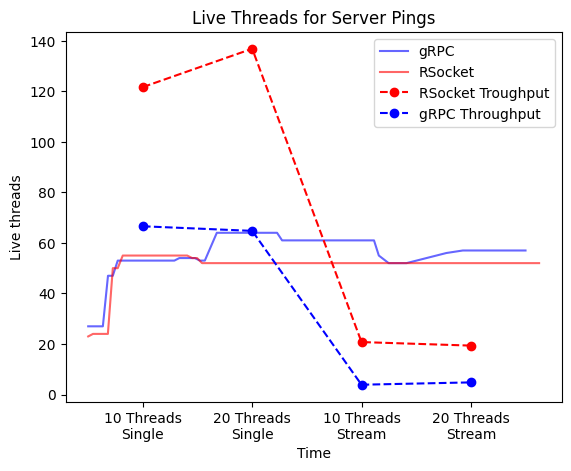 Live Threads for Server Pings
140
120
100
80
60
40
20
0
Live threads
gRPC
RSocket
RSocket Troughput
gRPC Throughput
10 Threads
Single
20 Threads
Single
10 Threads
Stream
20 Threads
Stream
Time